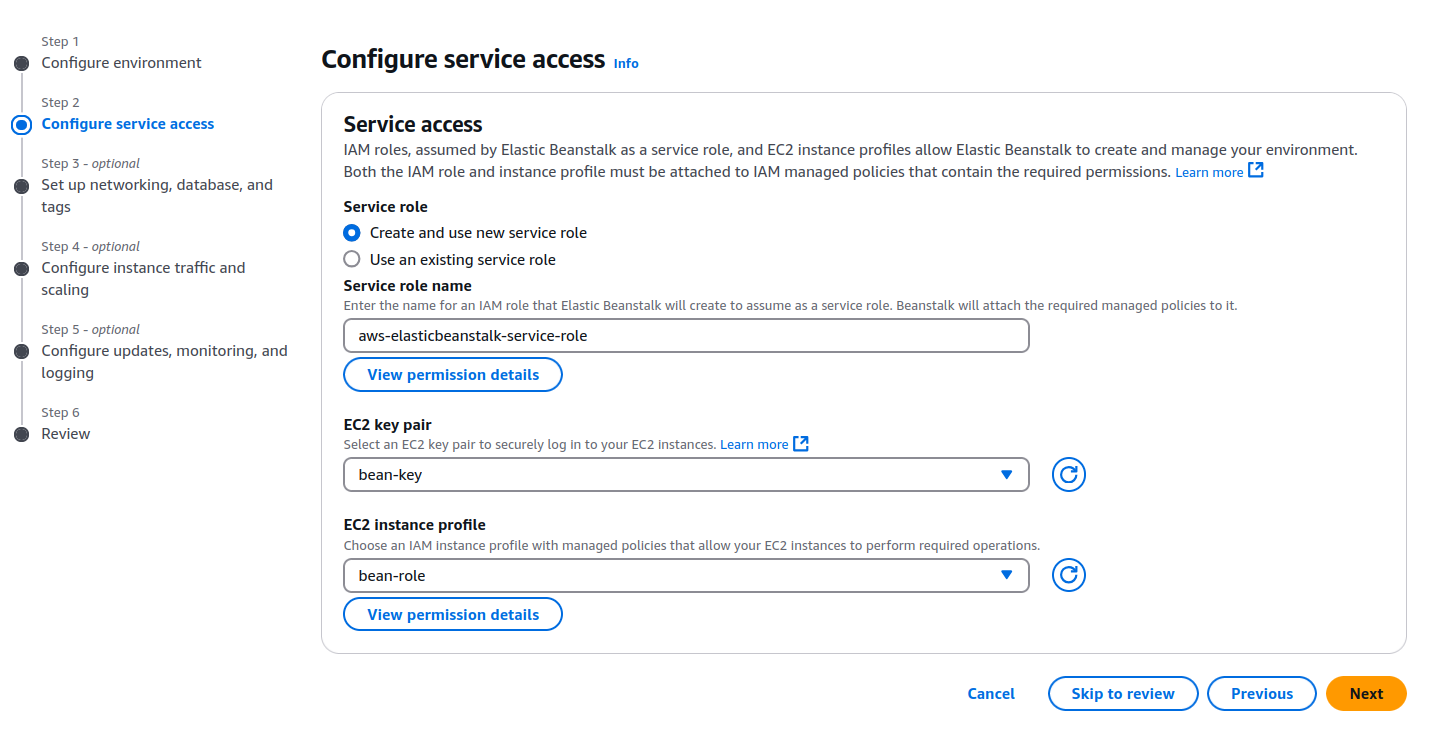 Step 1
Configure environment
Step 2
Configure service access
Step 3 - optional
Set up networking, database, and
tags
Step 4 - optional
Configure instance traffic and
scaling
Step 5 - optional
Configure updates, monitoring, and
logging
Step 6
Review
Configure service access Info
Service access
IAM roles, assumed by Elastic Beanstalk as a service role, and EC2 instance profiles allow Elastic Beanstalk to create and manage your environment.
Both the IAM role and instance profile must be attached to IAM managed policies that contain the required permissions. Learn more
Service role
Create and use new service role
Use an existing service role
Service role name
Enter the name for an IAM role that Elastic Beanstalk will create to assume as a service role. Beanstalk will attach the required managed policies to it.
aws-elasticbeanstalk-service-role
View permission details
EC2 key pair
Select an EC2 key pair to securely log in to your EC2 instances. Learn more
bean-key
EC2 instance profile
Choose an IAM instance profile with managed policies that allow your EC2 instances to perform required operations.
bean-role
View permission details
Cancel
Skip to review
Previous
Next